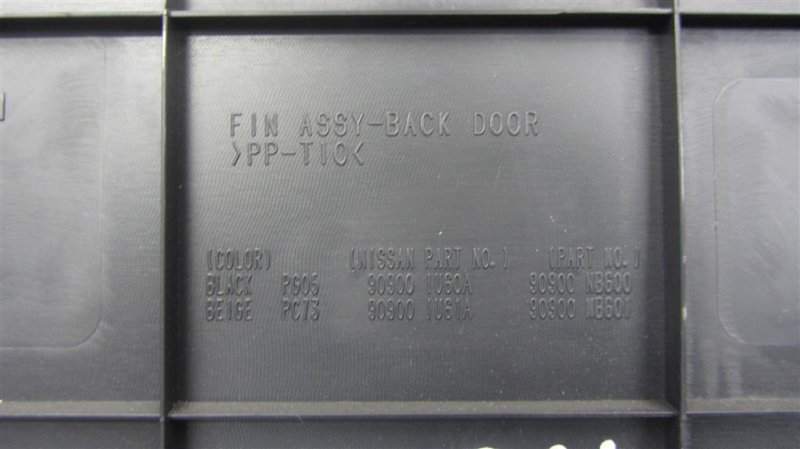 FIN ASSY-BACK DOOR
>PP-T10<
(COLOR) (NISSAN PART NO.) (PART NO.)
BLACK PG05 90900 1U60A 90900 NB600
BEIGE PC73 90900 1U61A 90900 NB601